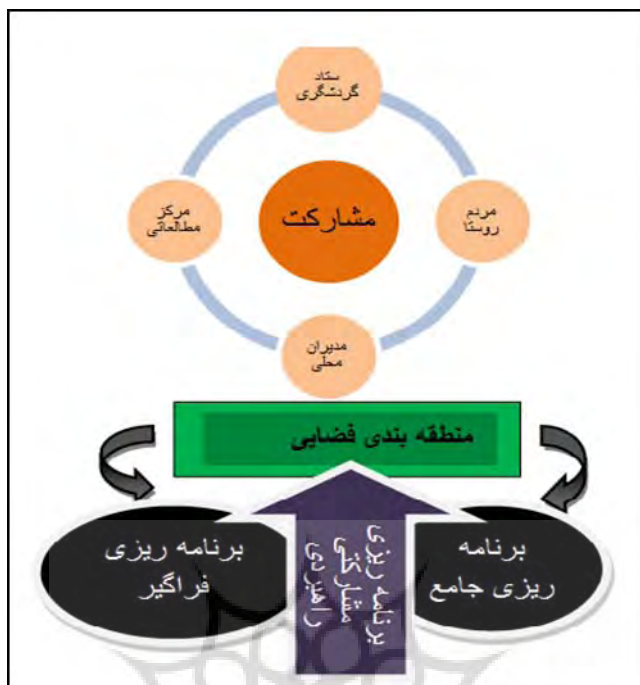 ستاد
گردشگری
مرکز
مطالعاتی
مشارکت
مردم
روستا
مدیران
محلی
منطقه بندی فضایی
برنامه ریزی
فراگیر
برنامه ریزی
مشارکتی
راهبردی
برنامه
ریزی جامع